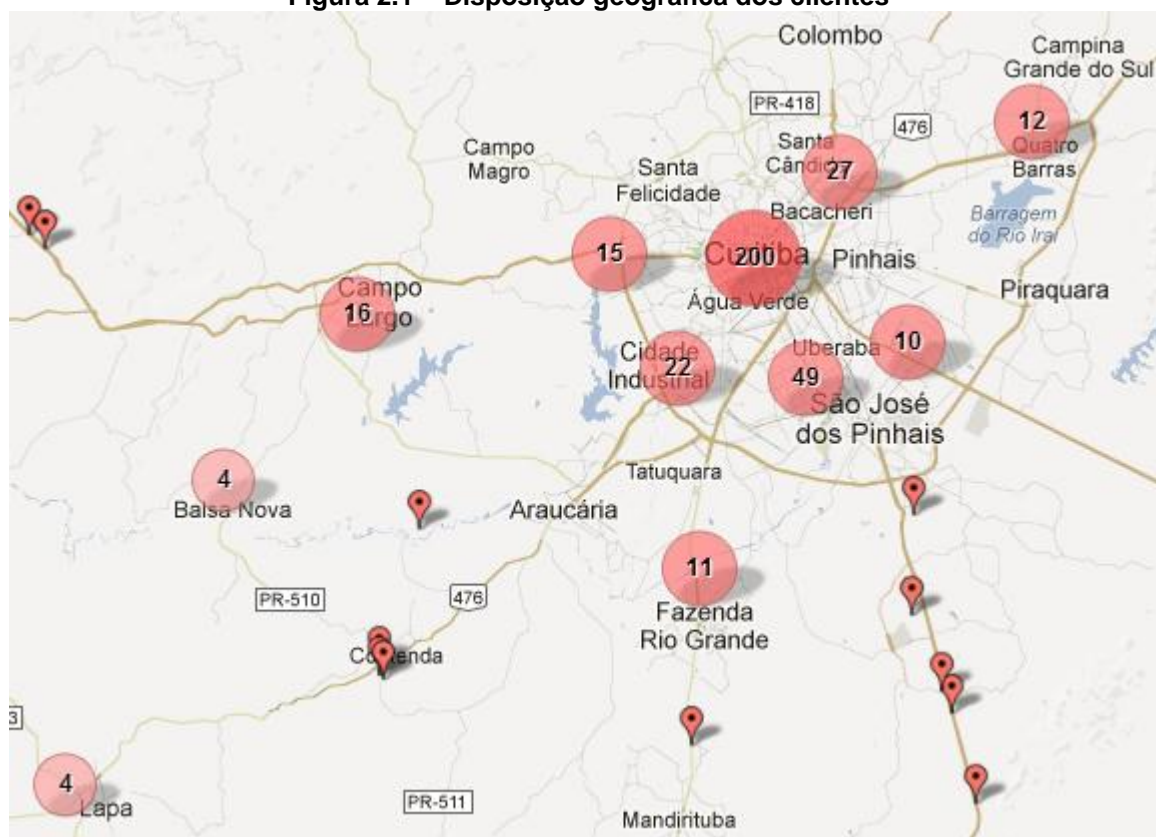 Figura 2.1 – Disposição geográfica dos clientes
Colombo
Campina
Grande do Sul
PR-418
12
476
Campo
Magro
Santa
Cândida
Quatro
Barras
27
Santa
Felicidade
Bacacheri
Barragem
do Rio Iraí
15
Curitiba
200
Pinhais
Campo
Largo
16
Água Verde
Piraquara
10
Uberaba
Cidade
Industrial
22
49
São José
dos Pinhais
Tatuquara
4
Balsa Nova
Araucária
11
PR-510
476
Fazenda
Rio Grande
Contenda
3
4
Lapa
PR-511
Mandirituba